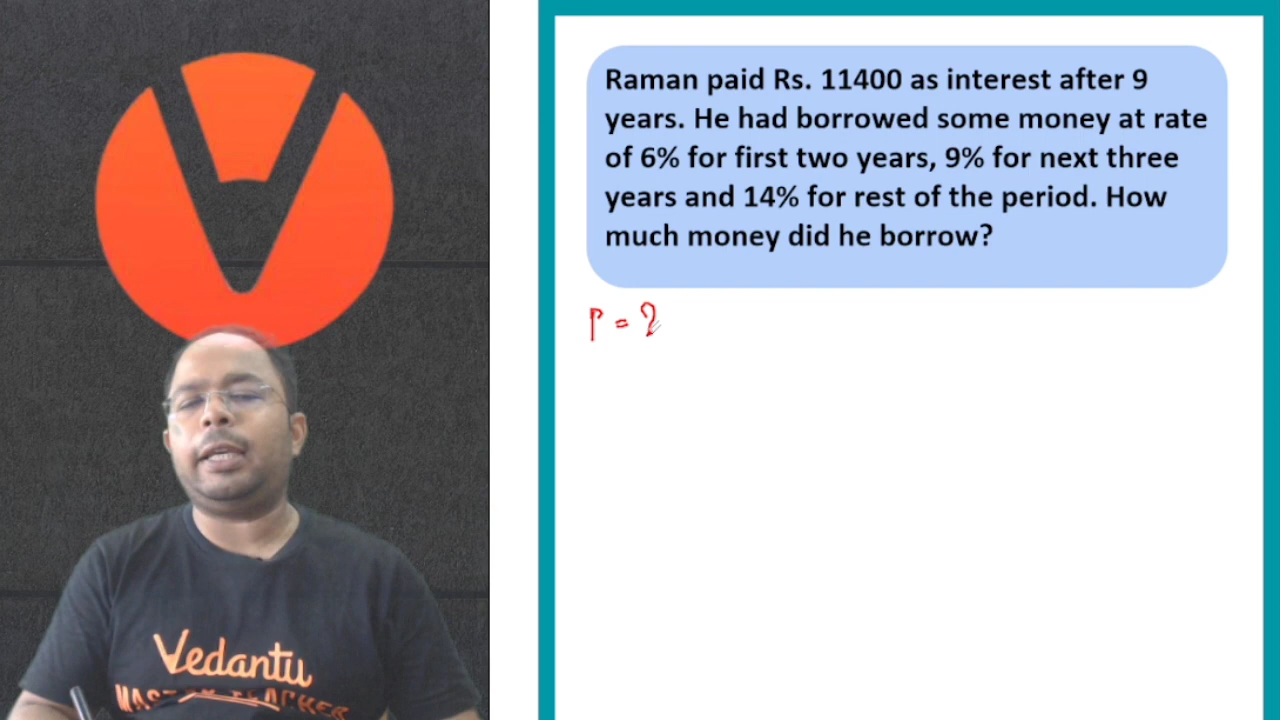 Raman paid Rs. 11400 as interest after 9
years. He had borrowed some money at rate
of 6% for first two years, 9% for next three
years and 14% for rest of the period. How
much money did he borrow?
P = ?
Vedantu
MASTER TEACHER